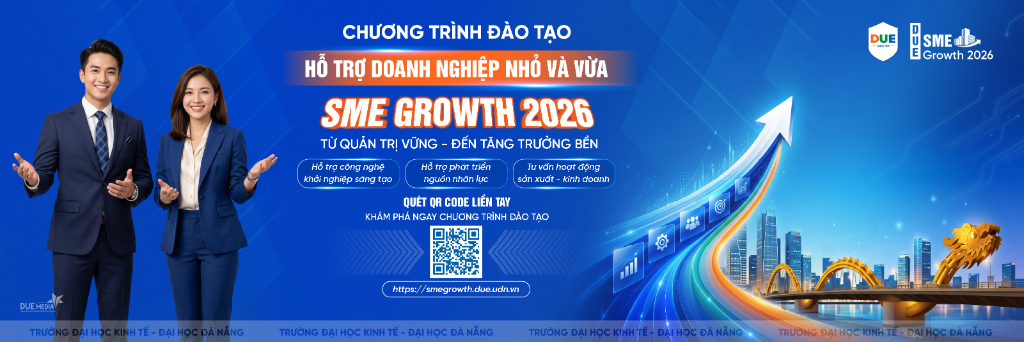 CHƯƠNG TRÌNH ĐÀO TẠO
HỖ TRỢ DOANH NGHIỆP NHỎ VÀ VỪA
SME GROWTH 2026
TỪ QUẢN TRỊ VỮNG - ĐẾN TĂNG TRƯỞNG BỀN
Hỗ trợ công nghệ
khởi nghiệp sáng tạo
Hỗ trợ phát triển
nguồn nhân lực
Tư vấn hoạt động
sản xuất - kinh doanh
QUÉT QR CODE LIỀN TAY
KHÁM PHÁ NGAY CHƯƠNG TRÌNH ĐÀO TẠO
https://smegrowth.due.udn.vn
DUE
DUE
SME
Growth 2026
DUE MEDIA
TRƯỜNG ĐẠI HỌC KINH TẾ - ĐẠI HỌC ĐÀ NẴNG
TRƯỜNG ĐẠI HỌC KINH TẾ - ĐẠI HỌC ĐÀ NẴNG
TRƯỜNG ĐẠI HỌC KINH TẾ - ĐẠI HỌC ĐÀ NẴNG
TRƯỜNG ĐẠI HỌC KINH TẾ - ĐẠI HỌC ĐÀ NẴNG